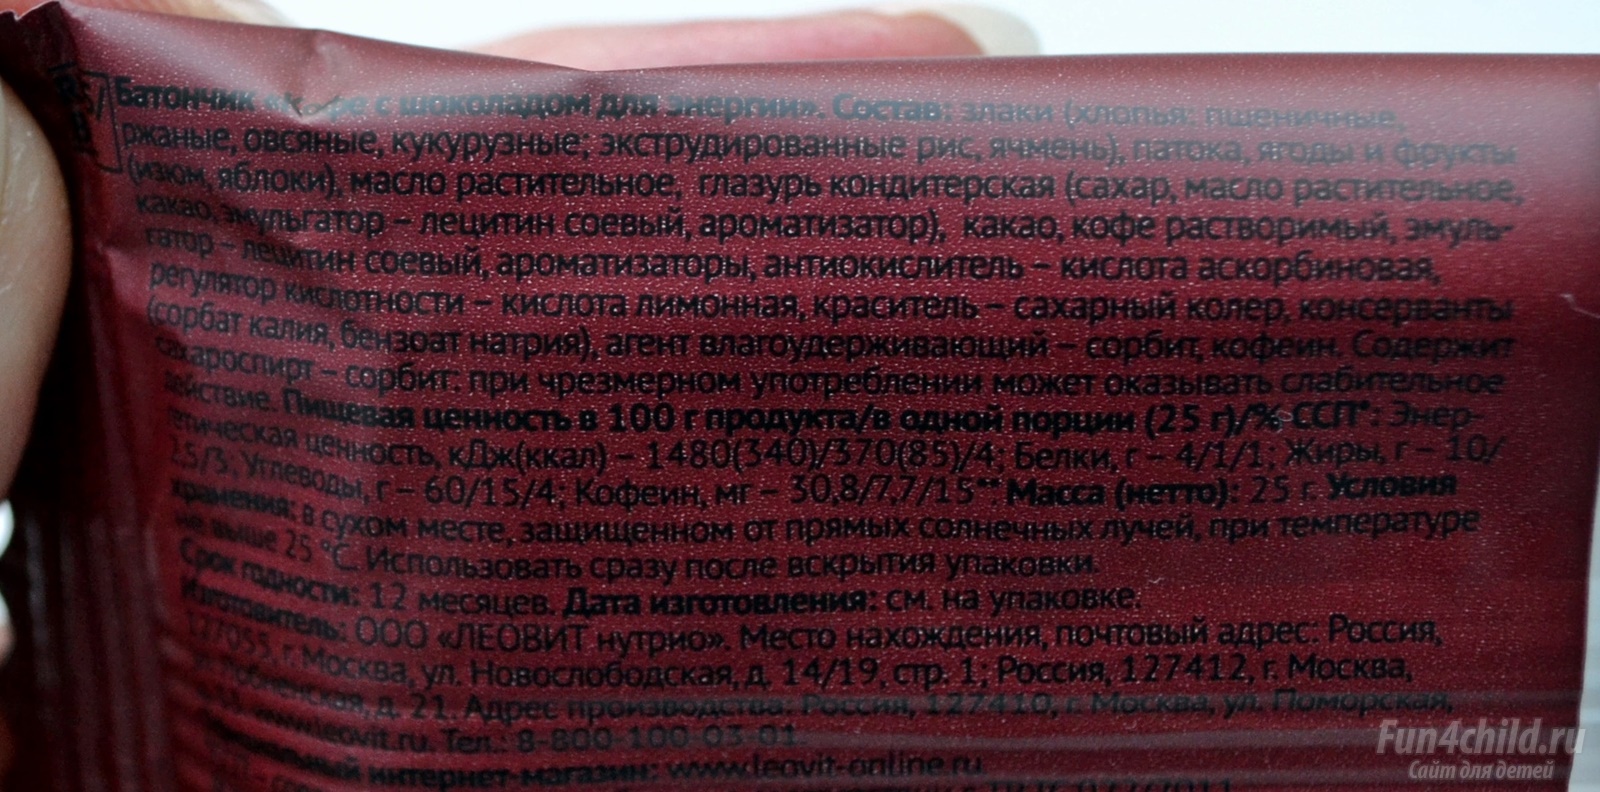 Батончик «Кофе с шоколадом для энергии». Состав: злаки (хлопья: пшеничные,
ржаные, овсяные, кукурузные; экструдированные рис, ячмень), патока, ягоды и фрукты
(изюм, яблоки), масло растительное, глазурь кондитерская (сахар, масло растительное,
какао, эмульгатор – лецитин соевый, ароматизатор), какао, кофе растворимый, эмуль-
гатор – лецитин соевый, ароматизаторы, антиокислитель – кислота аскорбиновая,
регулятор кислотности – кислота лимонная, краситель – сахарный колер, консерванты
(сорбат калия, бензоат натрия), агент влагоудерживающий – сорбит, кофеин. Содержит
сахароспирт – сорбит: при чрезмерном употреблении может оказывать слабительное
действие. Пищевая ценность в 100 г продукта/в одной порции (25 г)/% ССП*: Энер-
гетическая ценность, кДж(ккал) – 1480(340)/370(85)/4; Белки, г – 4/1/1; Жиры, г – 10/
2,5/3; Углеводы, г – 60/15/4; Кофеин, мг – 30,8/7,7/15** Масса (нетто): 25 г. Условия
хранения: в сухом месте, защищенном от прямых солнечных лучей, при температуре
не выше 25 °С. Использовать сразу после вскрытия упаковки.
Срок годности: 12 месяцев. Дата изготовления: см. на упаковке.
Изготовитель: ООО «ЛЕОВИТ нутрио». Место нахождения, почтовый адрес: Россия,
127055, г. Москва, ул. Новослободская, д. 14/19, стр. 1; Россия, 127412, г. Москва,
д. 21. Адрес производства: Россия, 127410, г. Москва, ул. Поморская,
www.leovit.ru. Тел.: 8-800-100-03-01.
интернет-магазин: www.leovit-online.ru
Fun4child.ru
Сайт для детей